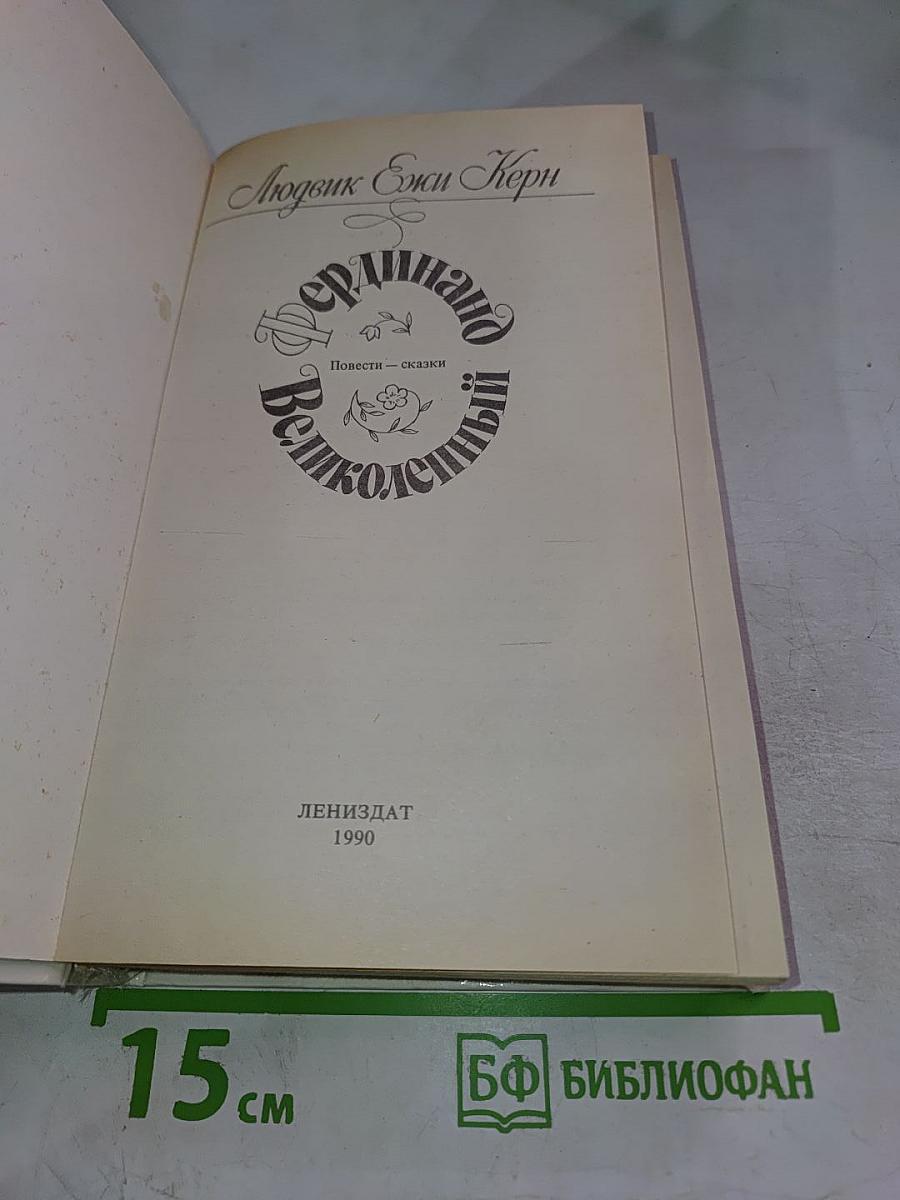 Людвик Ежи Керн
Фердинанд
Повести — сказки
Великолепный
ЛЕНИЗДАТ
1990
15 см
БФ БИБЛИОФАН